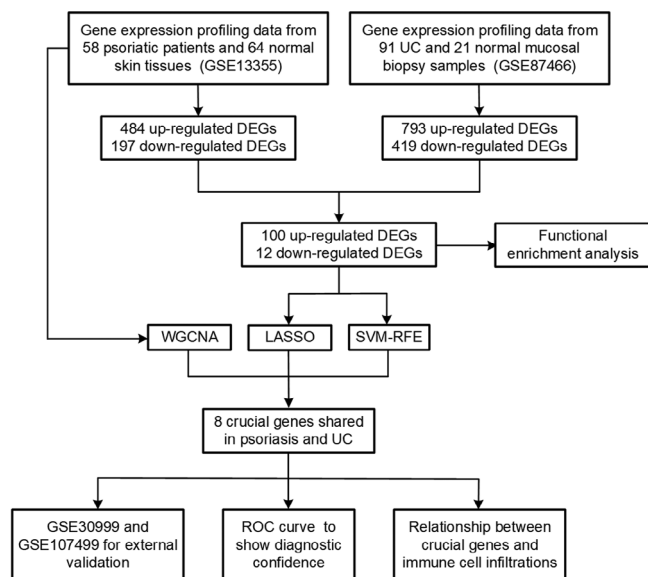 Gene expression profiling data from
58 psoriatic patients and 64 normal
skin tissues (GSE13355)
Gene expression profiling data from
91 UC and 21 normal mucosal
biopsy samples (GSE87466)
484 up-regulated DEGs
197 down-regulated DEGs
793 up-regulated DEGs
419 down-regulated DEGs
100 up-regulated DEGs
12 down-regulated DEGs
Functional
enrichment analysis
WGCNA
LASSO
SVM-RFE
8 crucial genes shared
in psoriasis and UC
GSE30999 and
GSE107499 for external
validation
ROC curve to
show diagnostic
confidence
Relationship between
crucial genes and
immune cell infiltrations